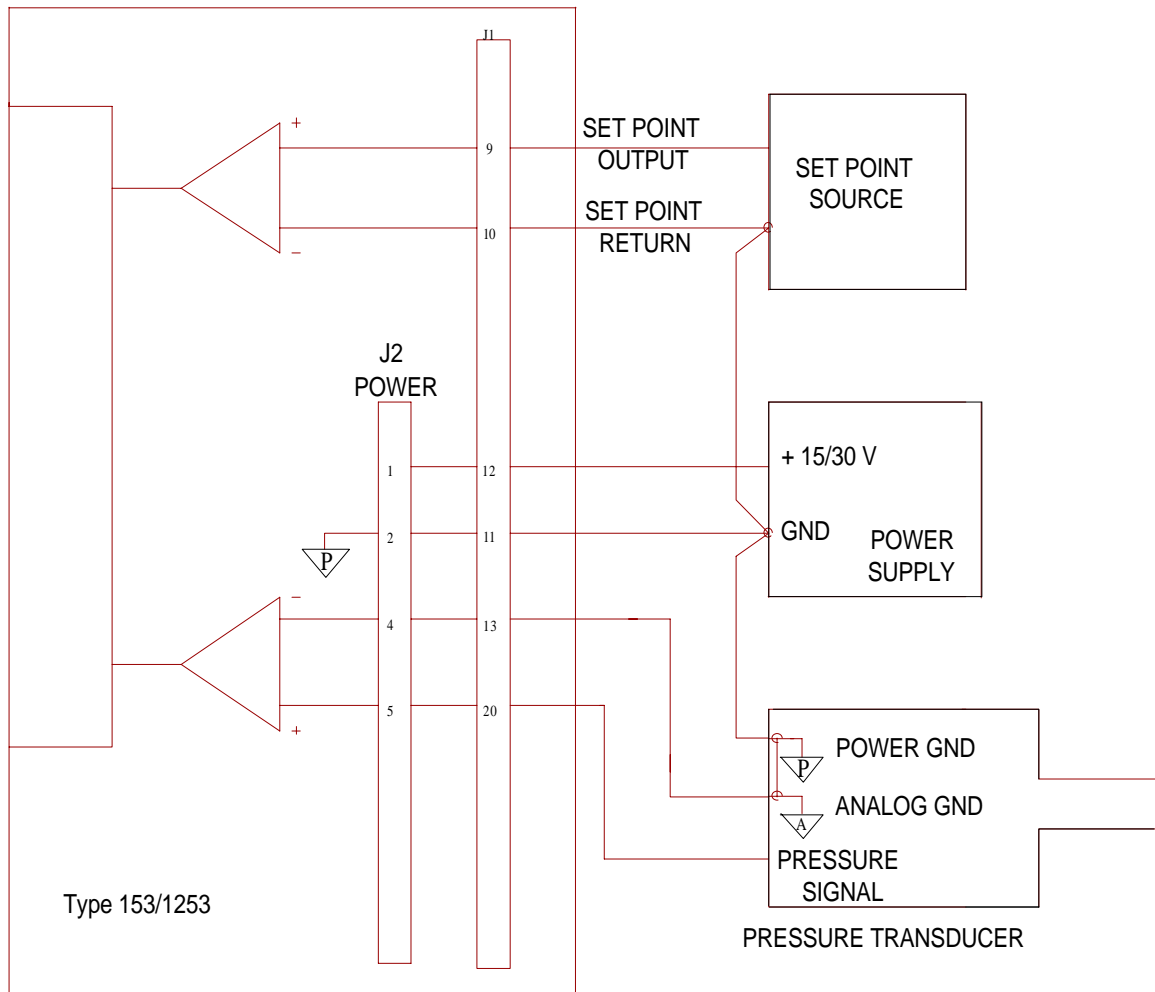 J1
+
9
SET POINT
OUTPUT
SET POINT
SOURCE
10
SET POINT
RETURN
−
J2
POWER
1
12
+ 15/30 V
2
11
GND
POWER
SUPPLY
P
−
4
13
5
20
+
POWER GND
P
ANALOG GND
A
PRESSURE
SIGNAL
Type 153/1253
PRESSURE TRANSDUCER